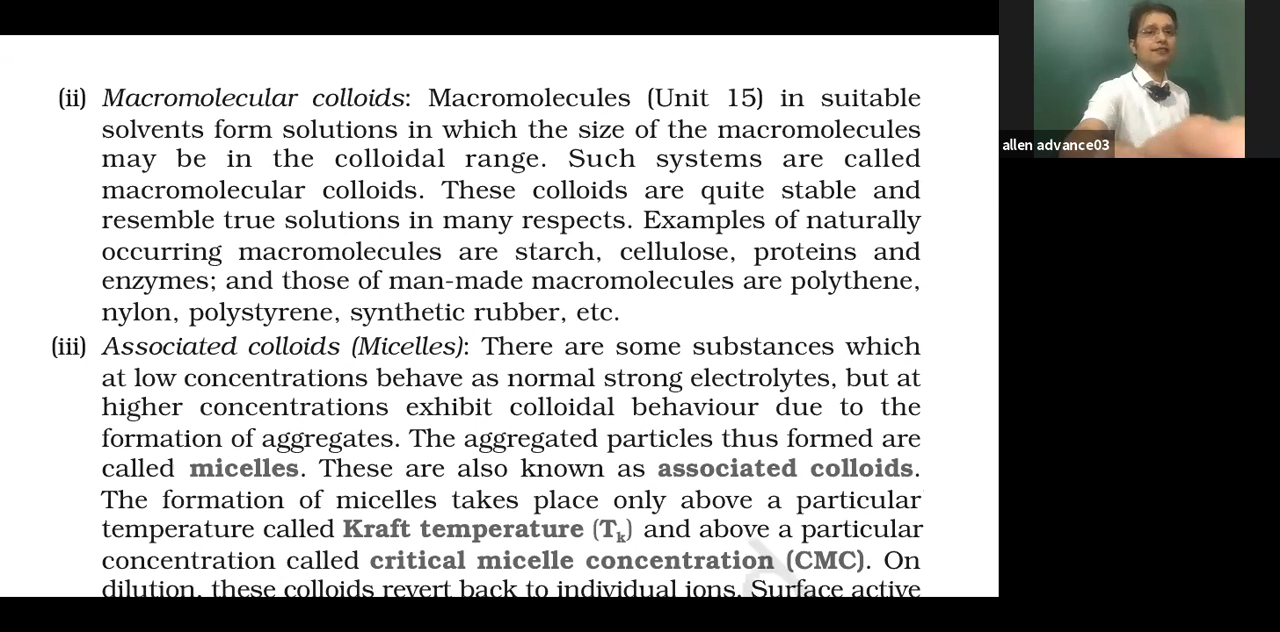 (ii) Macromolecular colloids: Macromolecules (Unit 15) in suitable
solvents form solutions in which the size of the macromolecules
may be in the colloidal range. Such systems are called
macromolecular colloids. These colloids are quite stable and
resemble true solutions in many respects. Examples of naturally
occurring macromolecules are starch, cellulose, proteins and
enzymes; and those of man-made macromolecules are polythene,
nylon, polystyrene, synthetic rubber, etc.
(iii) Associated colloids (Micelles): There are some substances which
at low concentrations behave as normal strong electrolytes, but at
higher concentrations exhibit colloidal behaviour due to the
formation of aggregates. The aggregated particles thus formed are
called micelles. These are also known as associated colloids.
The formation of micelles takes place only above a particular
temperature called Kraft temperature (Tk) and above a particular
concentration called critical micelle concentration (CMC). On
dilution, these colloids revert back to individual ions. Surface active
allen advance03